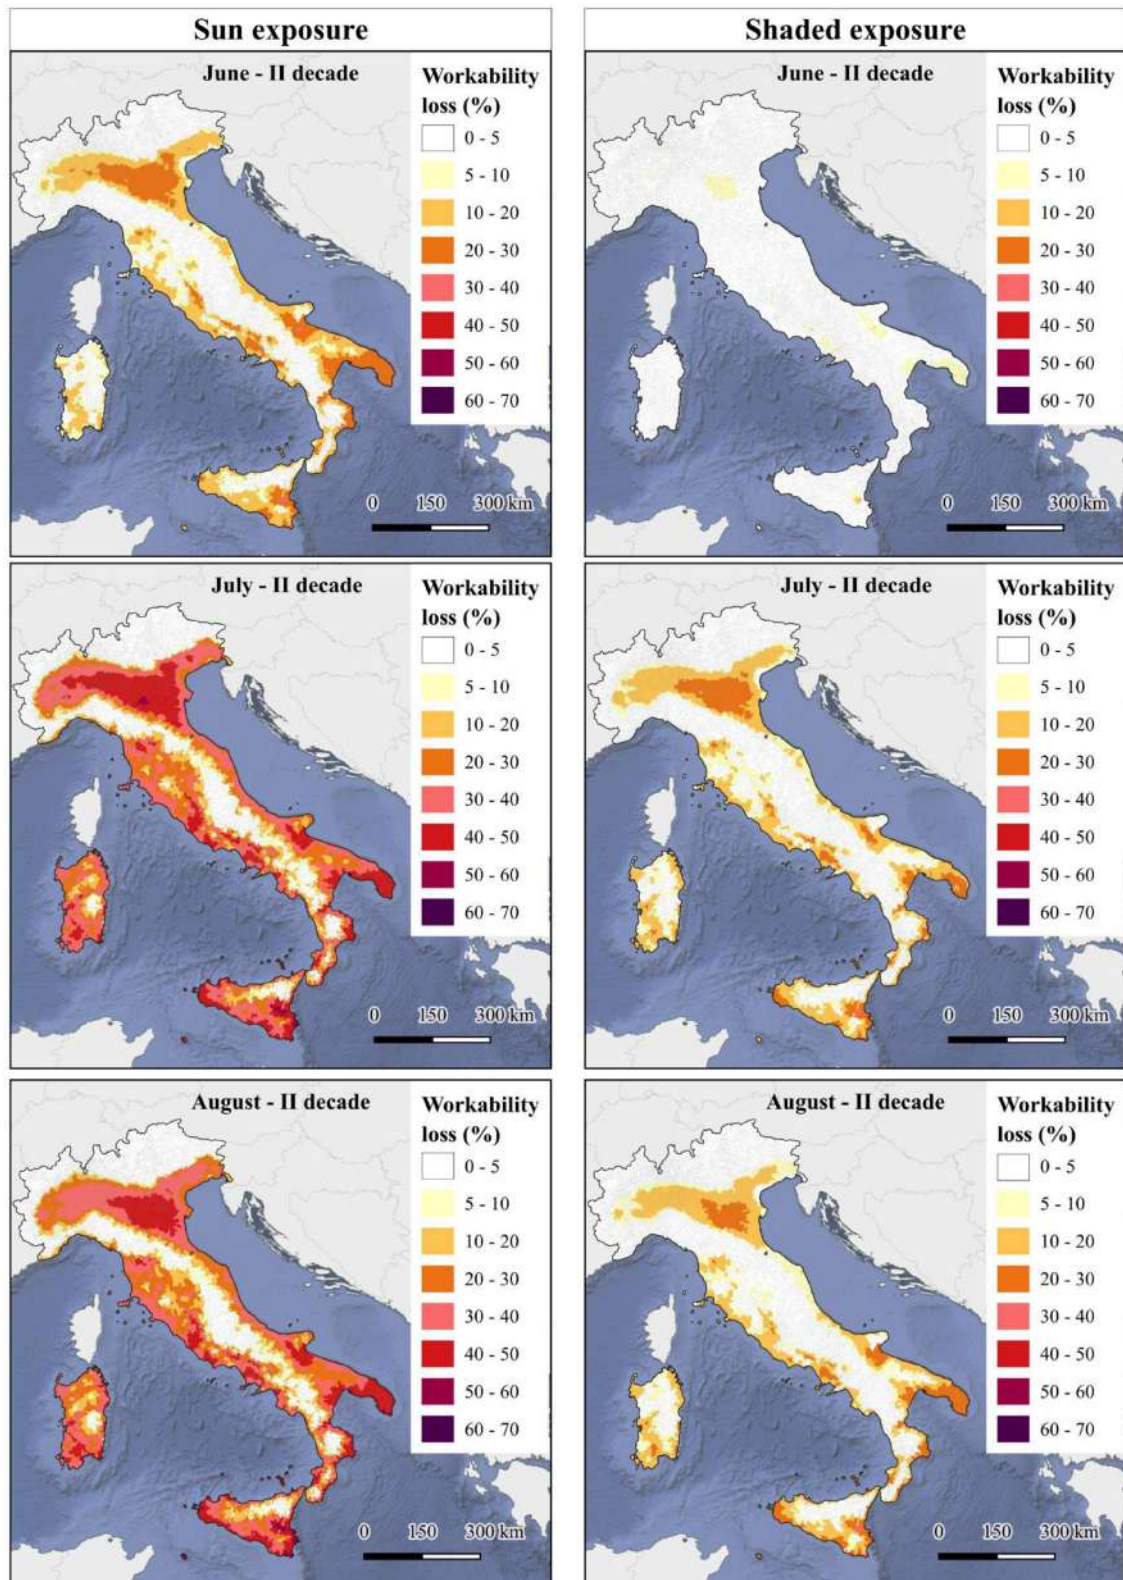 Sun exposure
Shaded exposure
June - II decade
Workability
loss (%)
0 - 5
5 - 10
10 - 20
20 - 30
30 - 40
40 - 50
50 - 60
60 - 70
0 150 300 km
June - II decade
Workability
loss (%)
0 - 5
5 - 10
10 - 20
20 - 30
30 - 40
40 - 50
50 - 60
60 - 70
0 150 300 km
July - II decade
Workability
loss (%)
0 - 5
5 - 10
10 - 20
20 - 30
30 - 40
40 - 50
50 - 60
60 - 70
0 150 300 km
July - II decade
Workability
loss (%)
0 - 5
5 - 10
10 - 20
20 - 30
30 - 40
40 - 50
50 - 60
60 - 70
0 150 300 km
August - II decade
Workability
loss (%)
0 - 5
5 - 10
10 - 20
20 - 30
30 - 40
40 - 50
50 - 60
60 - 70
0 150 300 km
August - II decade
Workability
loss (%)
0 - 5
5 - 10
10 - 20
20 - 30
30 - 40
40 - 50
50 - 60
60 - 70
0 150 300 km